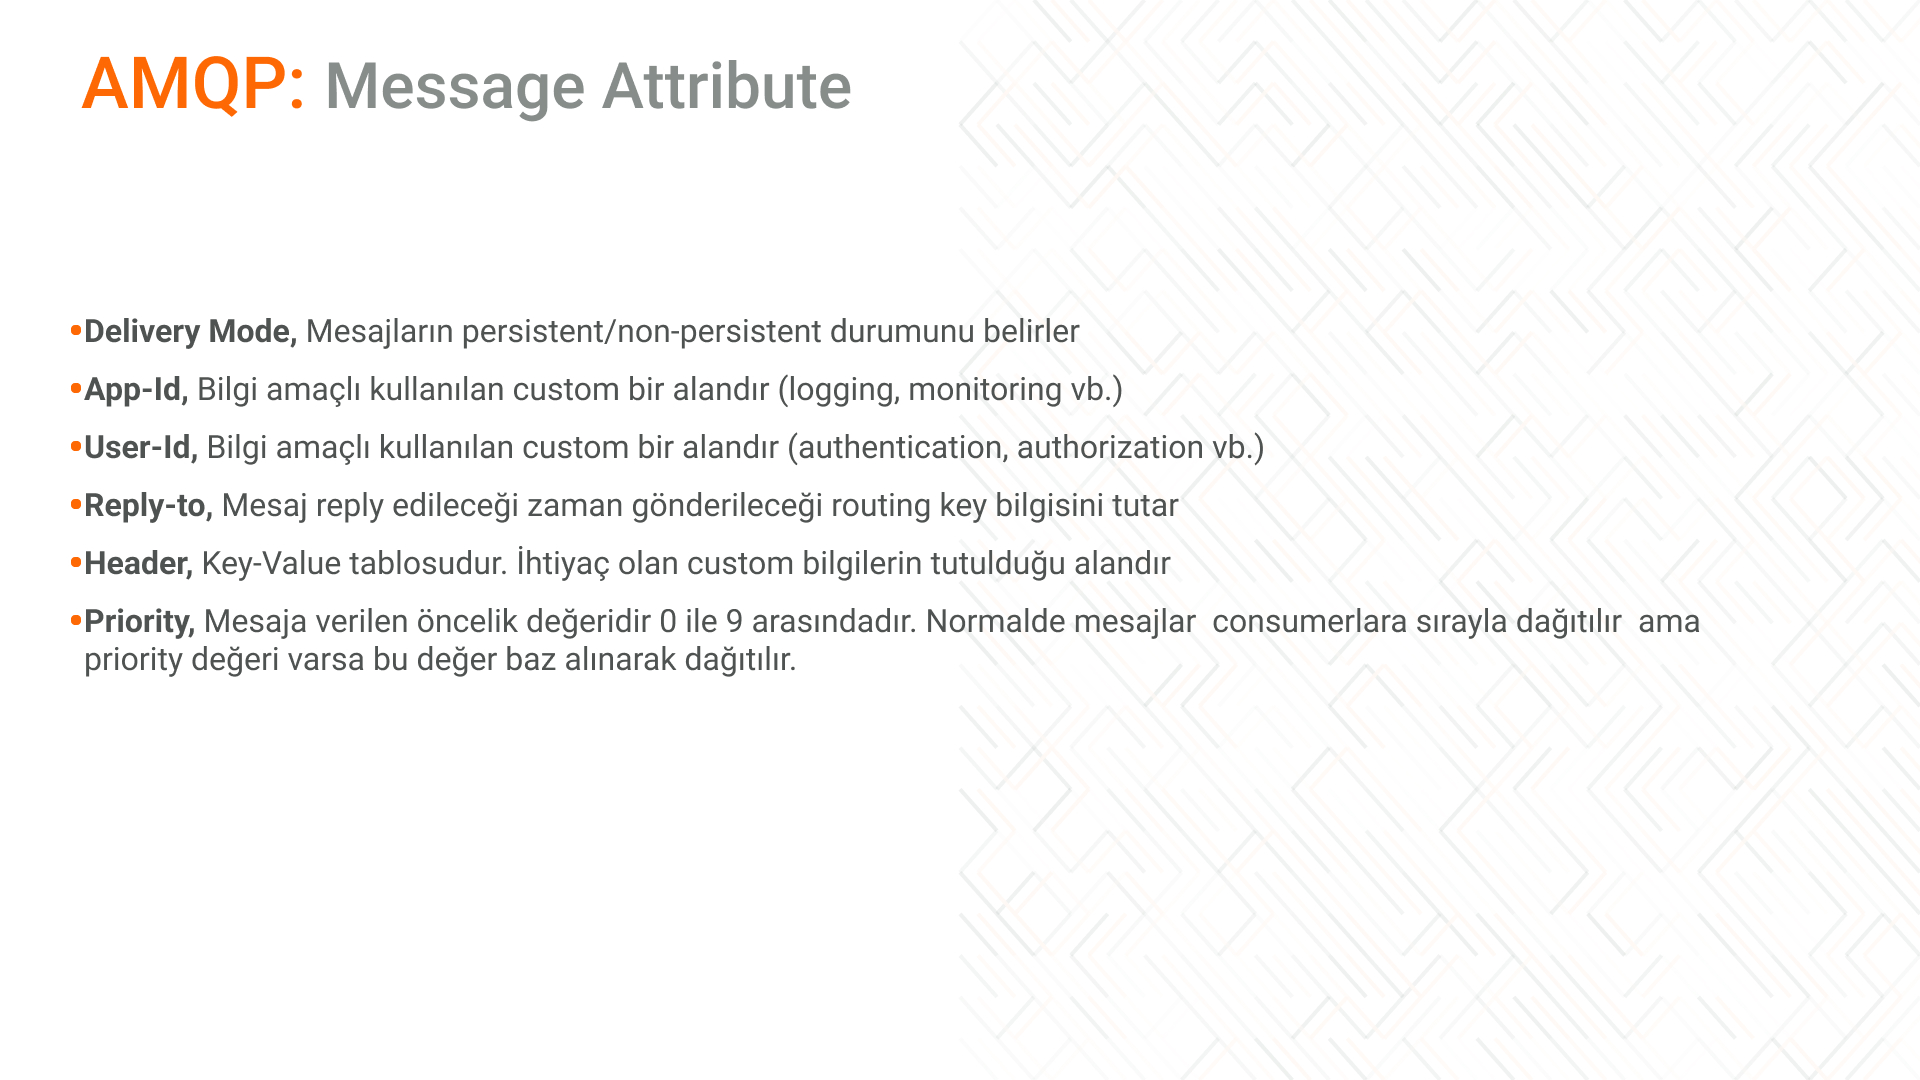 AMQP: Message Attribute
•Delivery Mode, Mesajların persistent/non-persistent durumunu belirler
•App-Id, Bilgi amaçlı kullanılan custom bir alandır (logging, monitoring vb.)
•User-Id, Bilgi amaçlı kullanılan custom bir alandır (authentication, authorization vb.)
•Reply-to, Mesaj reply edileceği zaman gönderileceği routing key bilgisini tutar
•Header, Key-Value tablosudur. İhtiyaç olan custom bilgilerin tutulduğu alandır
•Priority, Mesaja verilen öncelik değeridir 0 ile 9 arasındadır. Normalde mesajlar  consumerlara sırayla dağıtılır  ama
priority değeri varsa bu değer baz alınarak dağıtılır.